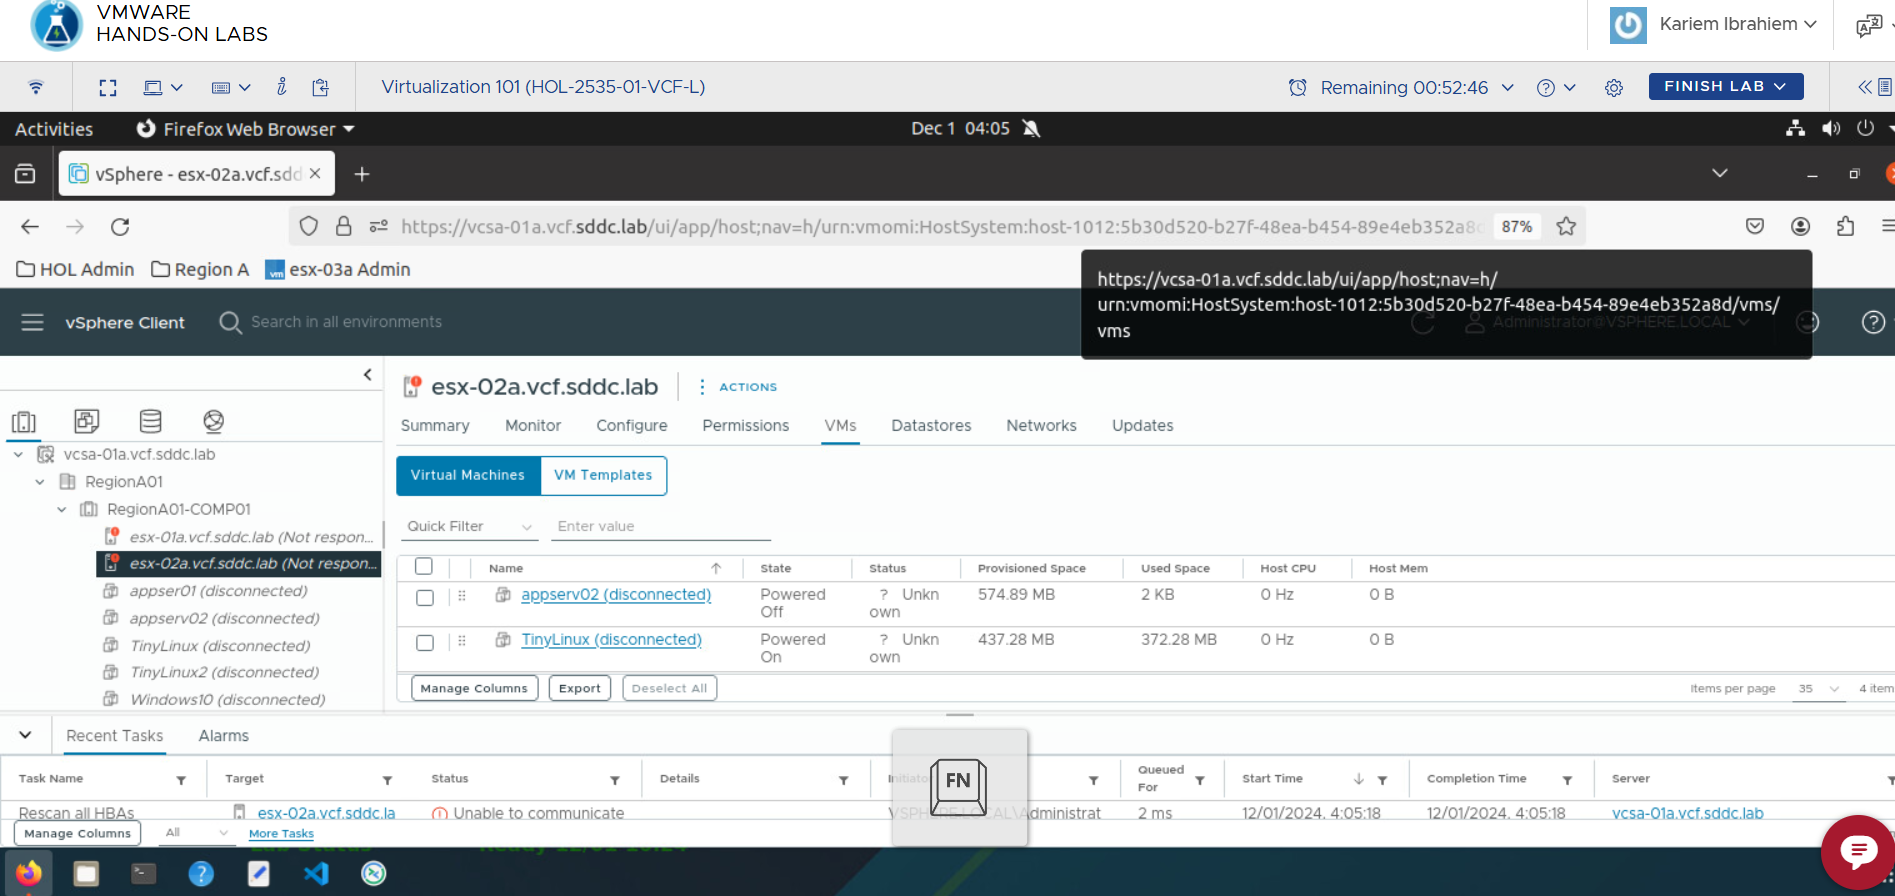 VMWARE
HANDS-ON LABS
Kariem Ibrahiem
Virtualization 101 (HOL-2535-01-VCF-L)
Remaining 00:52:46
FINISH LAB
Activities
Firefox Web Browser
Dec 1 04:05
vSphere - esx-02a.vcf.sdd
https://vcsa-01a.vcf.sddc.lab/ui/app/host;nav=h/urn:vmomi:HostSystem:host-1012:5b30d520-b27f-48ea-b454-89e4eb352a8d
87%
HOL Admin
Region A
esx-03a Admin
https://vcsa-01a.vcf.sddc.lab/ui/app/host;nav=h/
urn:vmomi:HostSystem:host-1012:5b30d520-b27f-48ea-b454-89e4eb352a8d/vms/
vms
vSphere Client
Search in all environments
Administrator@VSPHERE.LOCAL
esx-02a.vcf.sddc.lab
ACTIONS
Summary Monitor Configure Permissions VMs Datastores Networks Updates
vcsa-01a.vcf.sddc.lab
RegionA01
RegionA01-COMP01
esx-01a.vcf.sddc.lab (Not respon...
esx-02a.vcf.sddc.lab (Not respon...
appser01 (disconnected)
appserv02 (disconnected)
TinyLinux (disconnected)
TinyLinux2 (disconnected)
Windows10 (disconnected)
Virtual Machines VM Templates
Quick Filter Enter value
Name State Status Provisioned Space Used Space Host CPU Host Mem
appserv02 (disconnected) Powered ? Unkn 574.89 MB 2 KB 0 Hz 0 B
Off own
TinyLinux (disconnected) Powered ? Unkn 437.28 MB 372.28 MB 0 Hz 0 B
On own
Manage Columns Export Deselect All
Items per page 35 4 item
Recent Tasks Alarms
Task Name Target Status Details Queued For Start Time Completion Time Server
Rescan all HBAs esx-02a.vcf.sddc.la Unable to communicate VSPHERE.LOCAL\Administrat 2 ms 12/01/2024, 4:05:18 12/01/2024, 4:05:18 vcsa-01a.vcf.sddc.lab
FN
Manage Columns All More Tasks